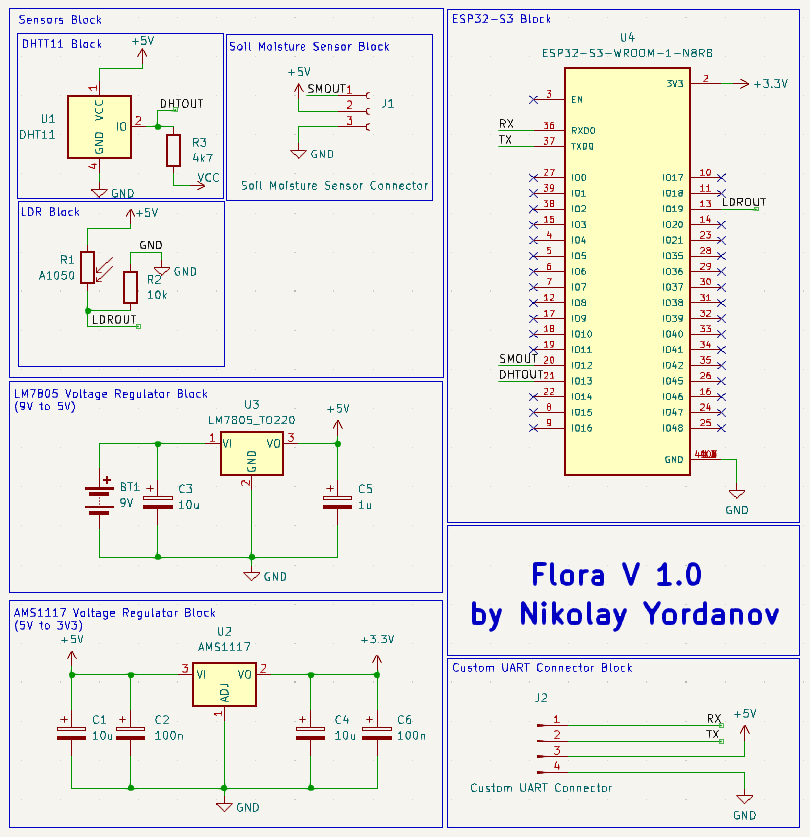 Sensors Block
DHTT11 Block
+5V
1
VCC
U1
DHT11
IO
2
DHTOUT
R3
4k7
VCC
GND
4
GND
Soil Moisture Sensor Block
+5V
SMOUT
1
2
3
J1
GND
Soil Moisture Sensor Connector
LDR Block
+5V
R1
A1050
GND
GND
R2
10k
LDROUT
LM7805 Voltage Regulator Block
(9V to 5V)
U3
LM7805_TO220
+5V
1
VI
VO
3
GND
2
BT1
9V
C3
10u
C5
1u
GND
AMS1117 Voltage Regulator Block
(5V to 3V3)
+5V
U2
AMS1117
+3.3V
3
VI
VO
2
ADJ
1
C1
10u
C2
100n
C4
10u
C6
100n
GND
ESP32-S3 Block
U4
ESP32-S3-WROOM-1-N8R8
3V3
2
+3.3V
3
EN
RX
36
RXD0
TX
37
TXD0
27
IO0
IO17
10
39
IO1
IO18
11
38
IO2
IO19
13
LDROUT
15
IO3
IO20
14
4
IO4
IO21
23
5
IO5
IO35
28
6
IO6
IO36
29
7
IO7
IO37
30
12
IO8
IO38
31
17
IO9
IO39
32
18
IO10
IO40
33
19
IO11
IO41
34
SMOUT
20
IO12
IO42
35
DHTOUT
21
IO13
IO45
26
22
IO14
IO46
16
8
IO15
IO47
24
9
IO16
IO48
25
GND
GND
Flora V 1.0
by Nikolay Yordanov
Custom UART Connector Block
J2
1
RX
+5V
2
TX
3
4
Custom UART Connector
GND